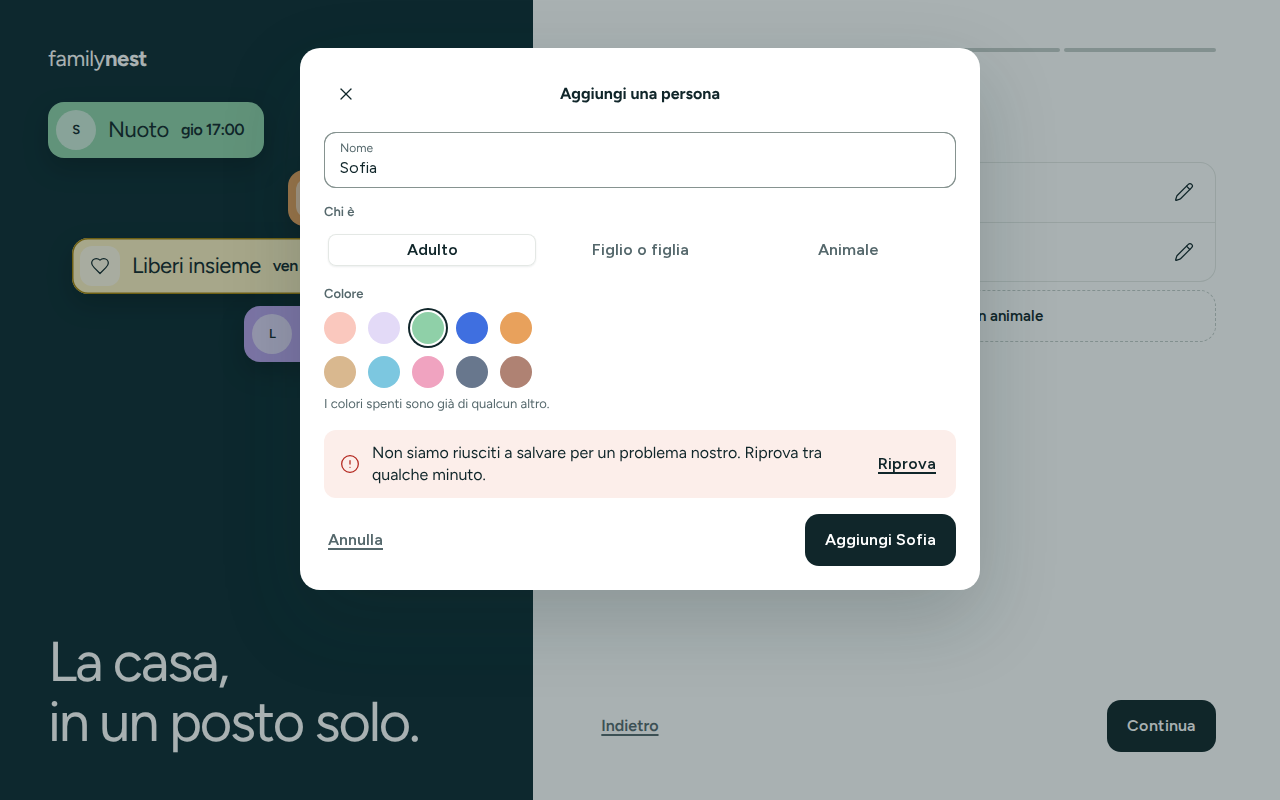 familynest
S Nuoto gio 17:00
Liberi insieme ven
L
La casa,
in un posto solo.
Aggiungi una persona
Nome
Sofia
Chi è
Adulto Figlio o figlia Animale
Colore
I colori spenti sono già di qualcun altro.
Non siamo riusciti a salvare per un problema nostro. Riprova tra
qualche minuto.
Riprova
Annulla Aggiungi Sofia
animale
Indietro Continua